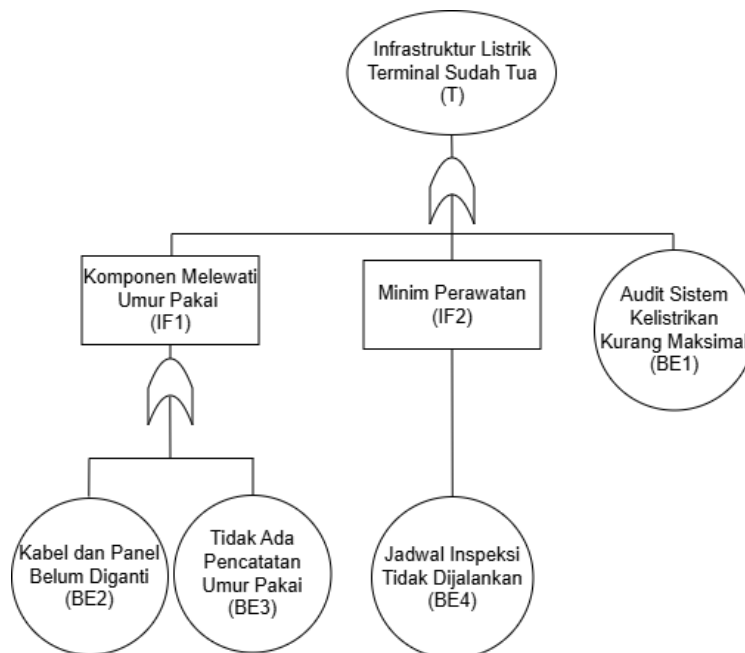 Infrastruktur Listrik
Terminal Sudah Tua
(T)
Komponen Melewati
Umur Pakai
(IF1)
Minim Perawatan
(IF2)
Audit Sistem
Kelistrikan
Kurang Maksimal
(BE1)
Kabel dan Panel
Belum Diganti
(BE2)
Tidak Ada
Pencatatan
Umur Pakai
(BE3)
Jadwal Inspeksi
Tidak Dijalankan
(BE4)